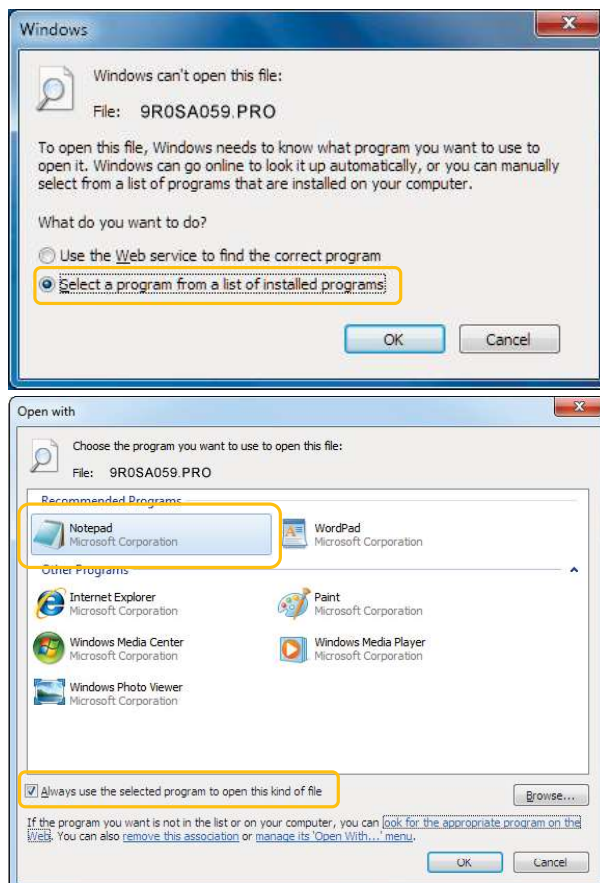 Windows
Windows can't open this file:
File: 9R0SA059.PRO
To open this file, Windows needs to know what program you want to use to
open it. Windows can go online to look it up automatically, or you can manually
select from a list of programs that are installed on your computer.
What do you want to do?
Use the Web service to find the correct program
Select a program from a list of installed programs
OK Cancel
Open with
Choose the program you want to use to open this file:
File: 9R0SA059.PRO
Recommended Programs
Notepad WordPad
Microsoft Corporation Microsoft Corporation
Other Programs
Internet Explorer Paint
Microsoft Corporation Microsoft Corporation
Windows Media Center Windows Media Player
Microsoft Corporation Microsoft Corporation
Windows Photo Viewer
Microsoft Corporation
Always use the selected program to open this kind of file
Browse...
If the program you want is not in the list or on your computer, you can look for the appropriate program on the
Web. You can also remove this association or manage its 'Open With...' menu.
OK Cancel